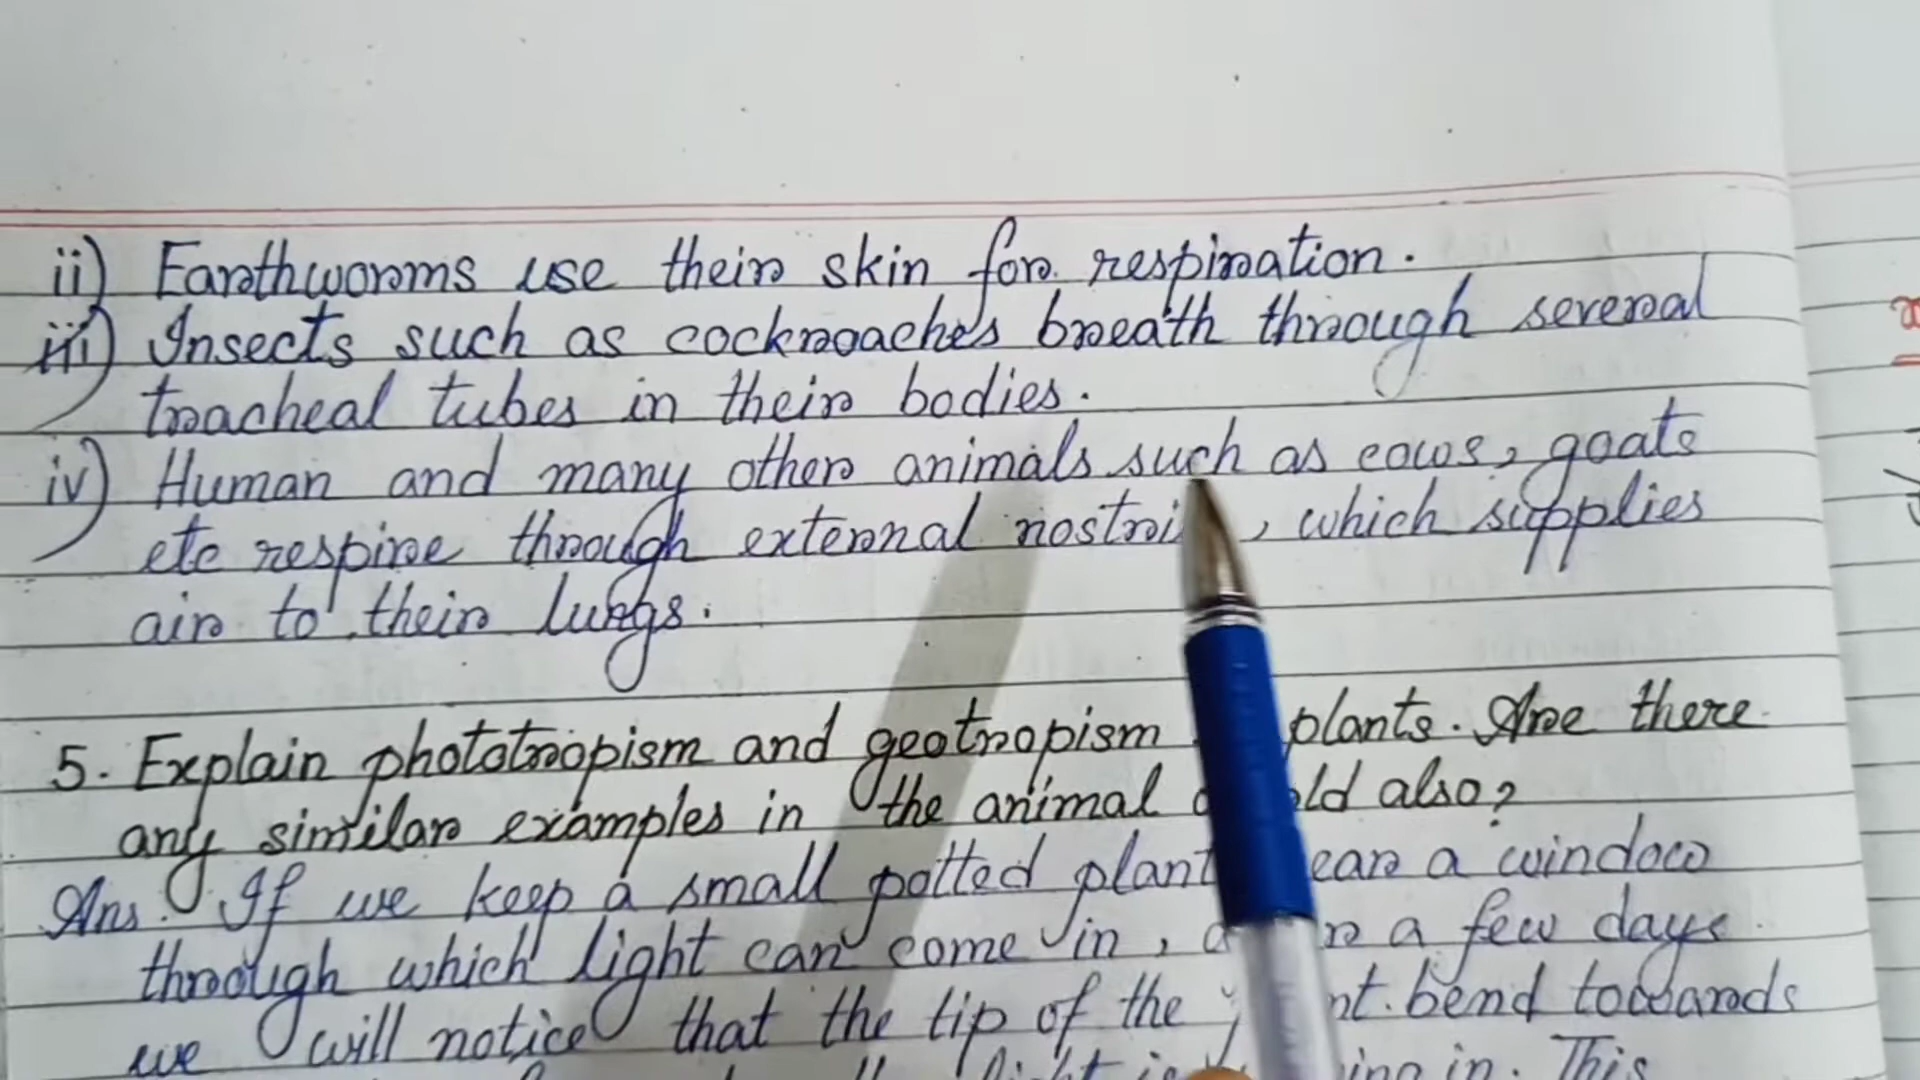 ii) Earthworms use their skin for respiration.
iii) Insects such as cockroaches breath through several
tracheal tubes in their bodies.
iv) Human and many other animals such as cows, goats
etc respire through external , which supplies
air to their lungs.
5. Explain phototropism and geotropism plants. Are there
any similar examples in the animal also?
Ans. If we keep a small potted plant a window
through which light can come in, a few days
we will notice that the tip of the bend towards
in. This